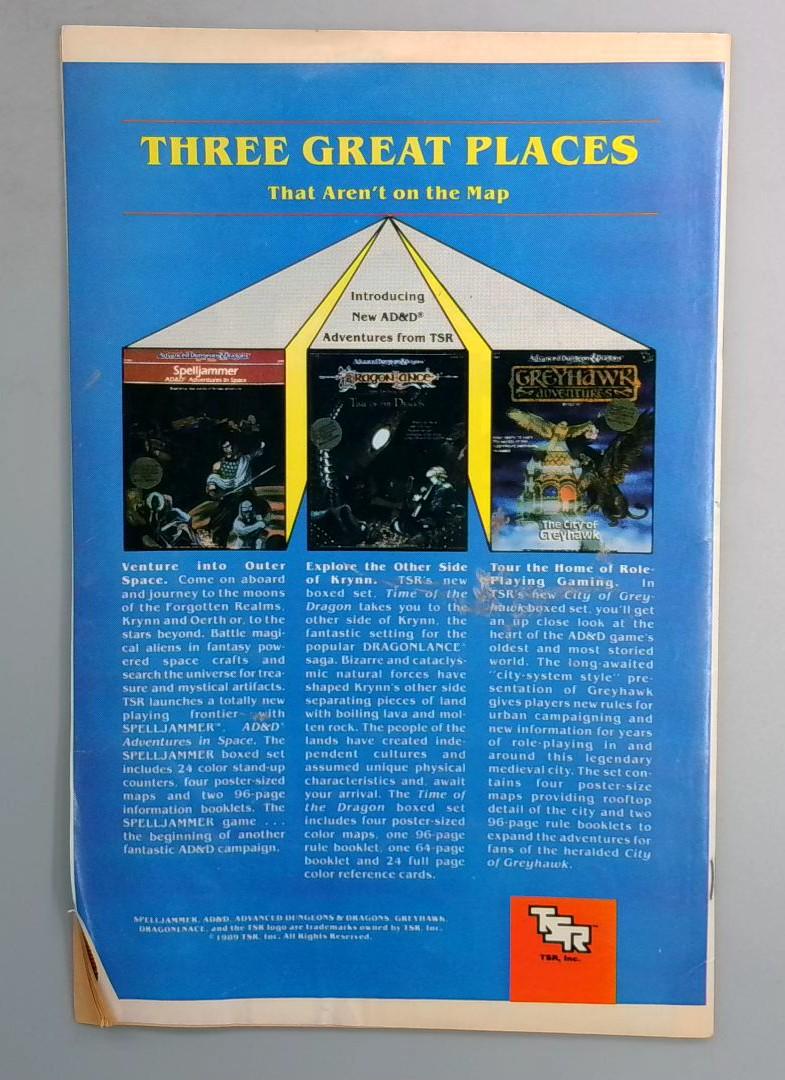 THREE GREAT PLACES
That Aren't on the Map
Introducing
New AD&D®
Adventures from TSR
Advanced Dungeons & Dragons
Spelljammer
AD&D Adventures in Space
Advanced Dungeons & Dragons
DRAGONLANCE
Time of the Dragon
Advanced Dungeons & Dragons
GREYHAWK
ADVENTURES
The City of
Greyhawk
Venture into Outer
Space. Come on aboard
and journey to the moons
of the Forgotten Realms,
Krynn and Oerth or, to the
stars beyond. Battle magi-
cal aliens in fantasy pow-
ered space crafts and
search the universe for trea-
sure and mystical artifacts.
TSR launches a totally new
playing frontier—with
SPELLJAMMER™, AD&D®
Adventures in Space. The
SPELLJAMMER boxed set
includes 24 color stand-up
counters, four poster-sized
maps and two 96-page
information booklets. The
SPELLJAMMER game . . .
the beginning of another
fantastic AD&D campaign.
Explore the Other Side
of Krynn. TSR's new
boxed set, Time of the
Dragon takes you to the
other side of Krynn, the
fantastic setting for the
popular DRAGONLANCE®
saga. Bizarre and cataclys-
mic natural forces have
shaped Krynn's other side
separating pieces of land
with boiling lava and mol-
ten rock. The people of the
lands have created inde-
pendent cultures and
assumed unique physical
characteristics and, await
your arrival. The Time of
the Dragon boxed set
includes four poster-sized
color maps, one 96-page
rule booklet, one 64-page
booklet and 24 full page
color reference cards.
Tour the Home of Role-
Playing Gaming. In
TSR's new City of Grey-
hawk boxed set, you'll get
an up close look at the
heart of the AD&D game's
oldest and most storied
world. The long-awaited
"city-system style" pre-
sentation of Greyhawk
gives players new rules for
urban campaigning and
new information for years
of role-playing in and
around this legendary
medieval city. The set con-
tains four poster-size
maps providing rooftop
detail of the city and two
96-page rule booklets to
expand the adventures for
fans of the heralded City
of Greyhawk.
SPELLJAMMER, AD&D, ADVANCED DUNGEONS & DRAGONS, GREYHAWK,
DRAGONLNACE, and the TSR logo are trademarks owned by TSR, Inc.
©1989 TSR, Inc. All Rights Reserved.
TSR™
TSR, Inc.